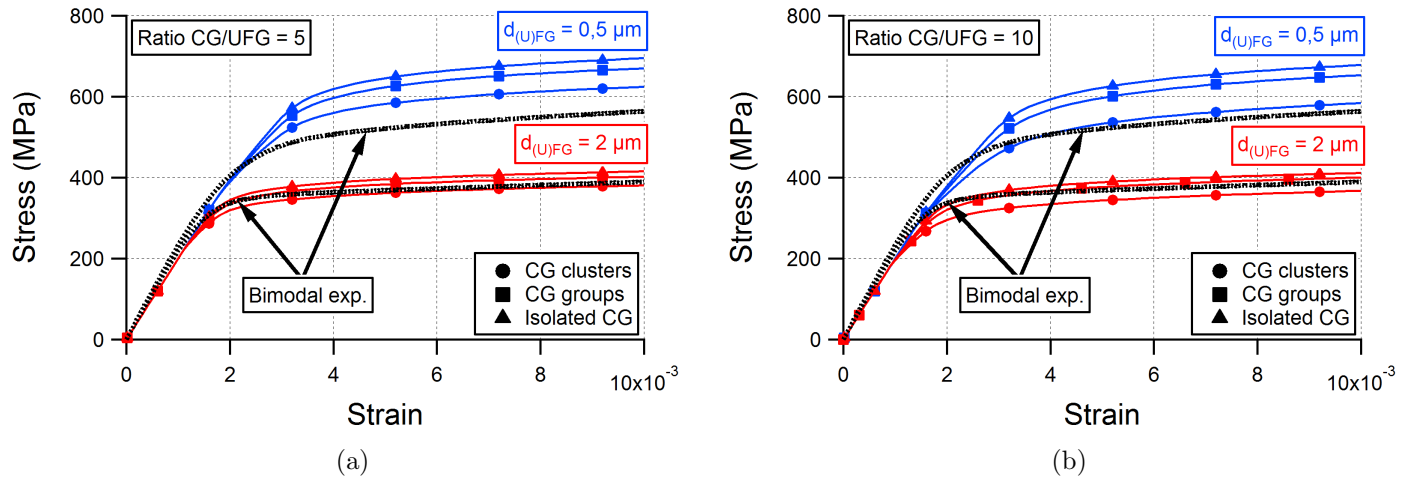 800
600
400
200
0
Stress (MPa)
Ratio CG/UFG = 5
d(U)FG = 0,5 µm
d(U)FG = 2 µm
Bimodal exp.
CG clusters
CG groups
Isolated CG
0 2 4 6 8 10x10⁻³
Strain
(a)
800
600
400
200
0
Stress (MPa)
Ratio CG/UFG = 10
d(U)FG = 0,5 µm
d(U)FG = 2 µm
Bimodal exp.
CG clusters
CG groups
Isolated CG
0 2 4 6 8 10x10⁻³
Strain
(b)